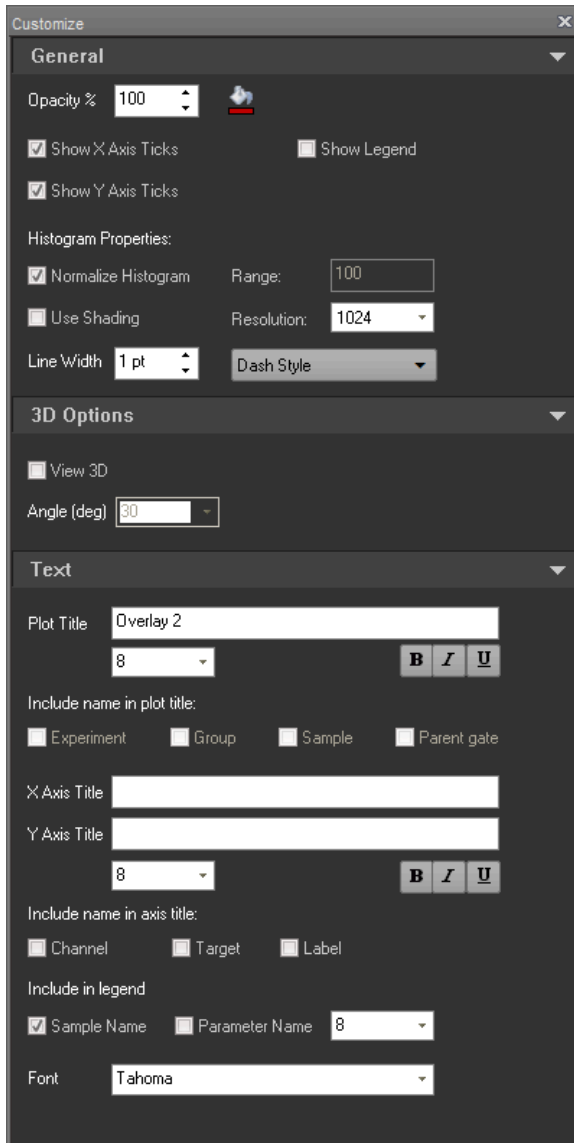 Customize
General
Opacity % 100
Show X Axis Ticks Show Legend
Show Y Axis Ticks
Histogram Properties:
Normalize Histogram Range: 100
Use Shading Resolution: 1024
Line Width 1 pt Dash Style
3D Options
View 3D
Angle (deg) 30
Text
Plot Title Overlay 2
8 B I U
Include name in plot title:
Experiment Group Sample Parent gate
X Axis Title
Y Axis Title
8 B I U
Include name in axis title:
Channel Target Label
Include in legend
Sample Name Parameter Name 8
Font Tahoma